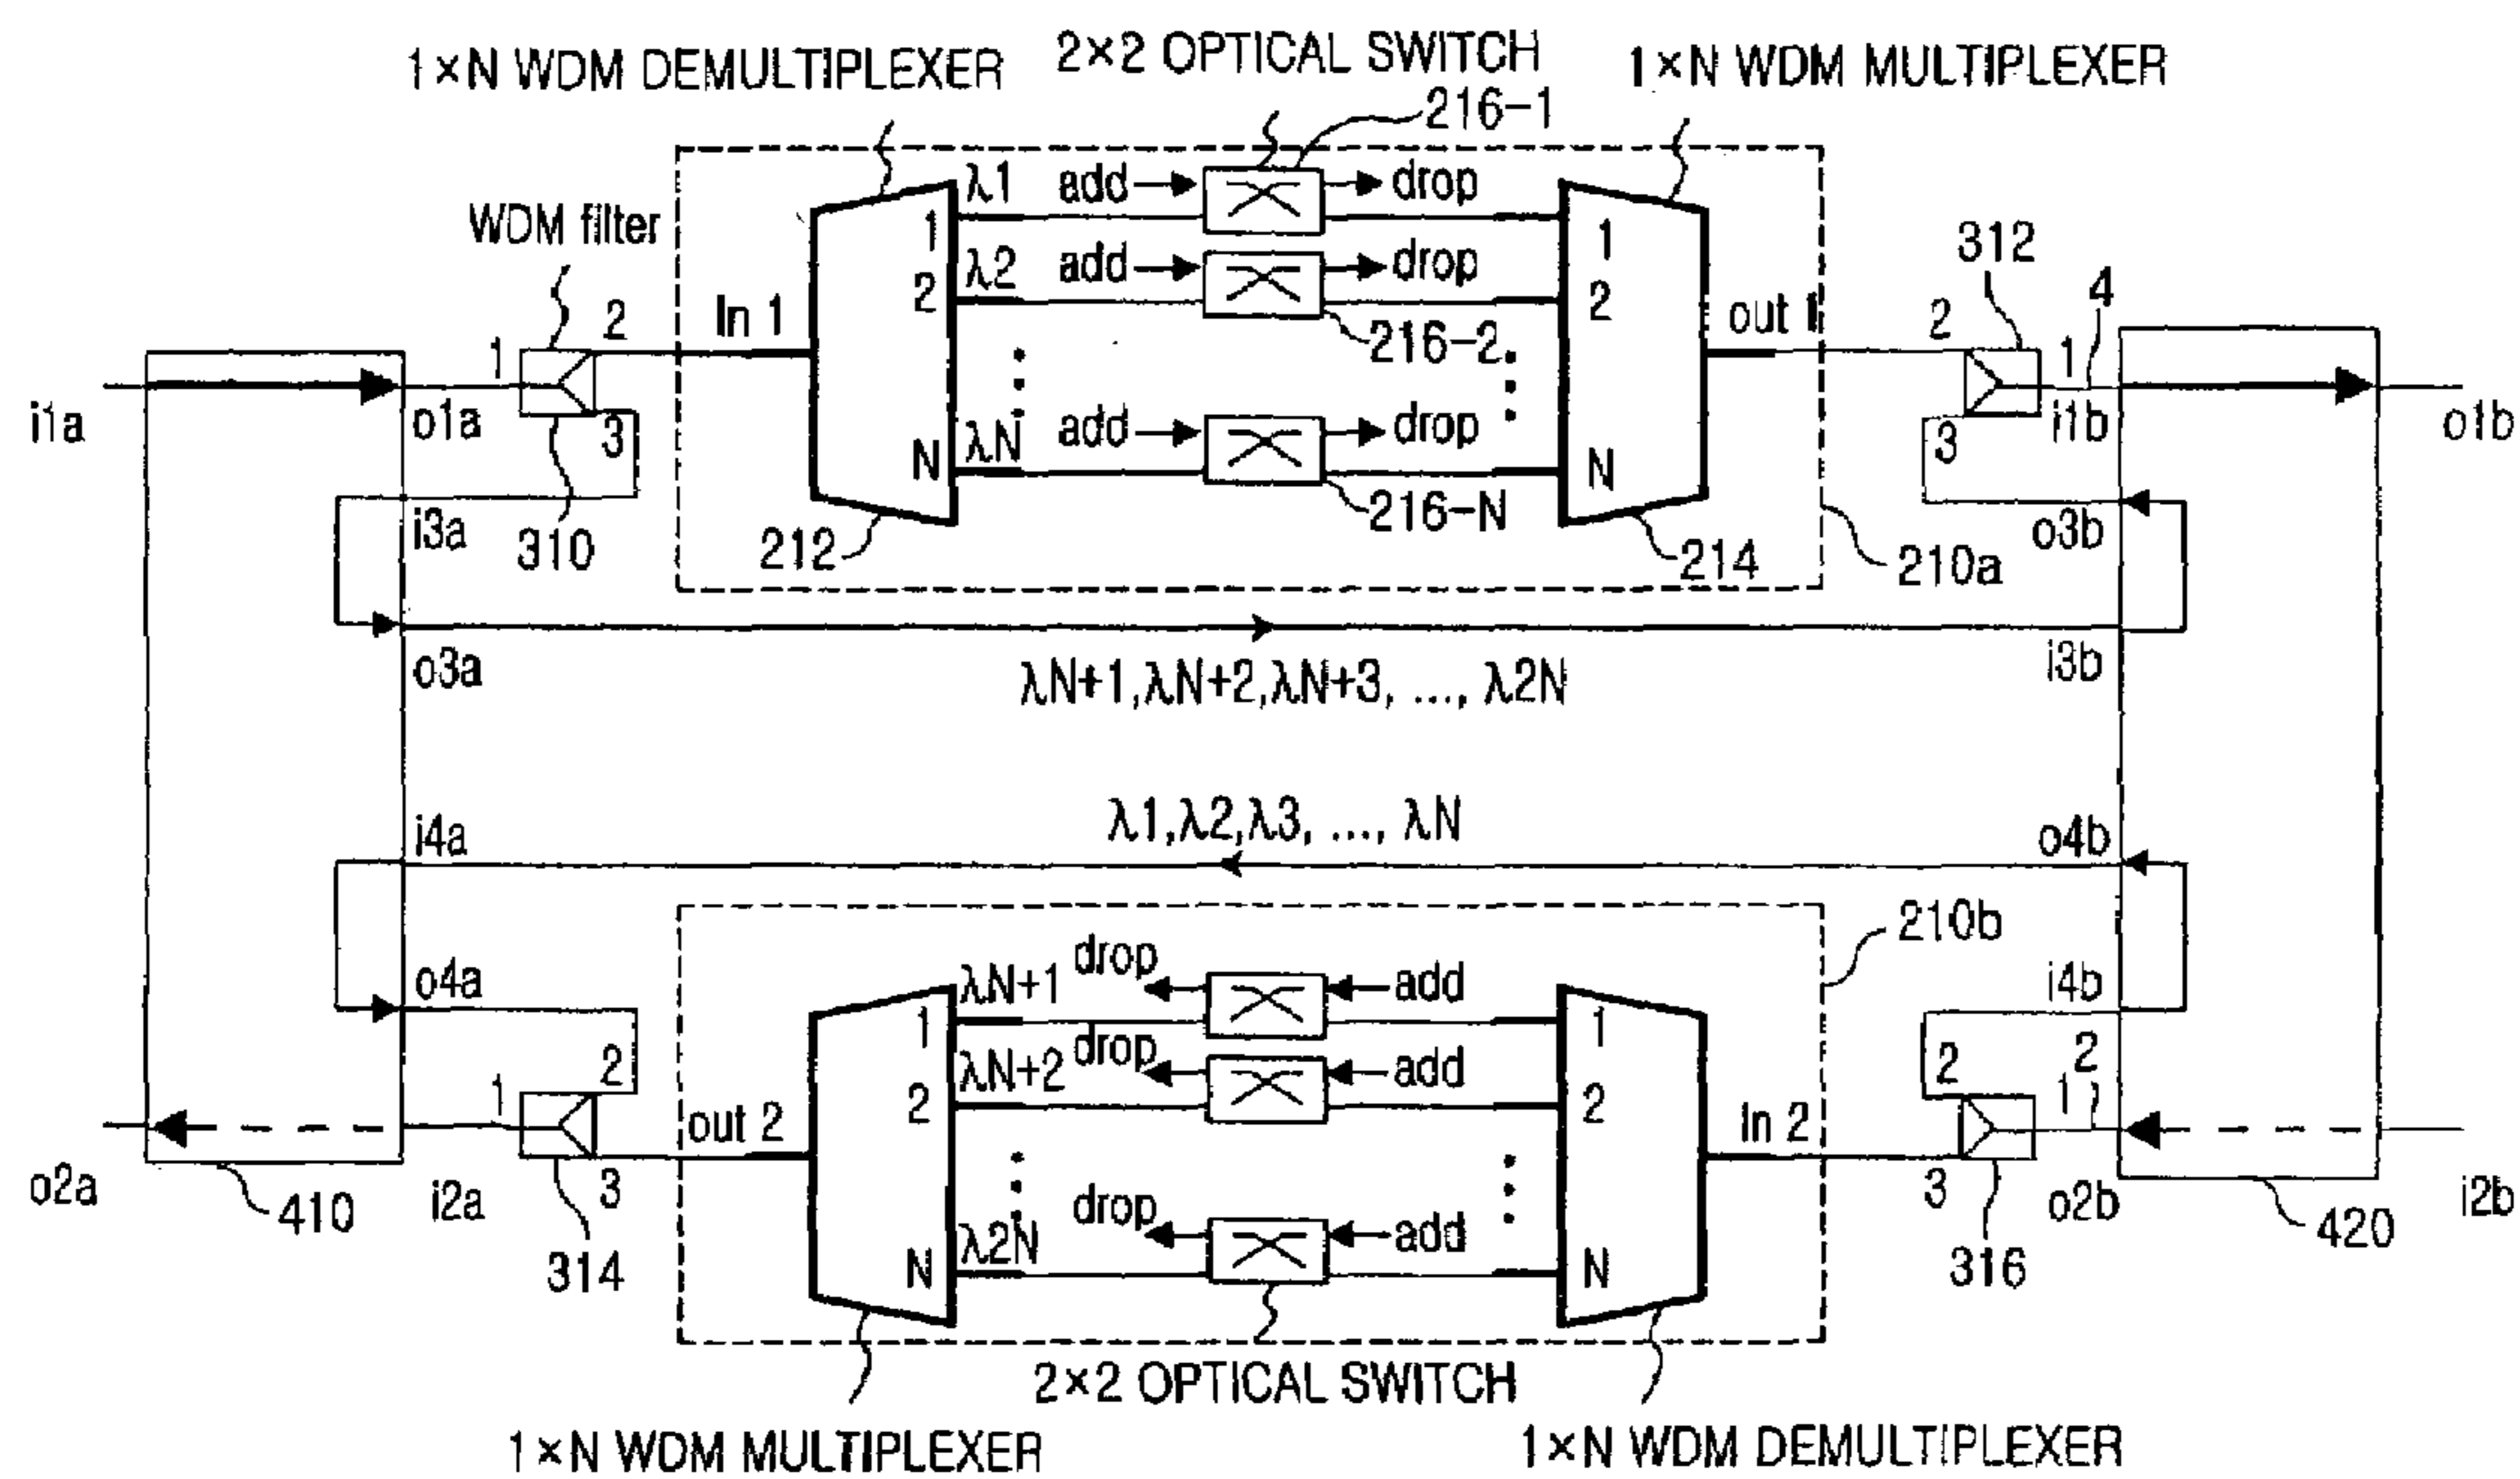 1×N WDM DEMULTIPLEXER
2×2 OPTICAL SWITCH
1×N WDM MULTIPLEXER
216-1
WDM filter
λ1 add drop
1 1
λ2 add drop
2 2
216-2
λN add drop
N N
216-N
In 1
out 1
212
214
210a
312
4
1 2
3
310
2 1
3
i1a
o1a
i1b
o1b
i3a
o3b
o3a
i3b
λN+1,λN+2,λN+3, ..., λ2N
λ1,λ2,λ3, ..., λN
i4a
o4b
210b
o4a
i4b
λN+1 drop add
1 1
λN+2 drop add
2 2
λ2N drop add
N N
out 2
In 2
1 2
3
2 1
2
3
o2a
410
i2a
314
o2b
316
420
i2b
2×2 OPTICAL SWITCH
1×N WDM MULTIPLEXER
1×N WDM DEMULTIPLEXER